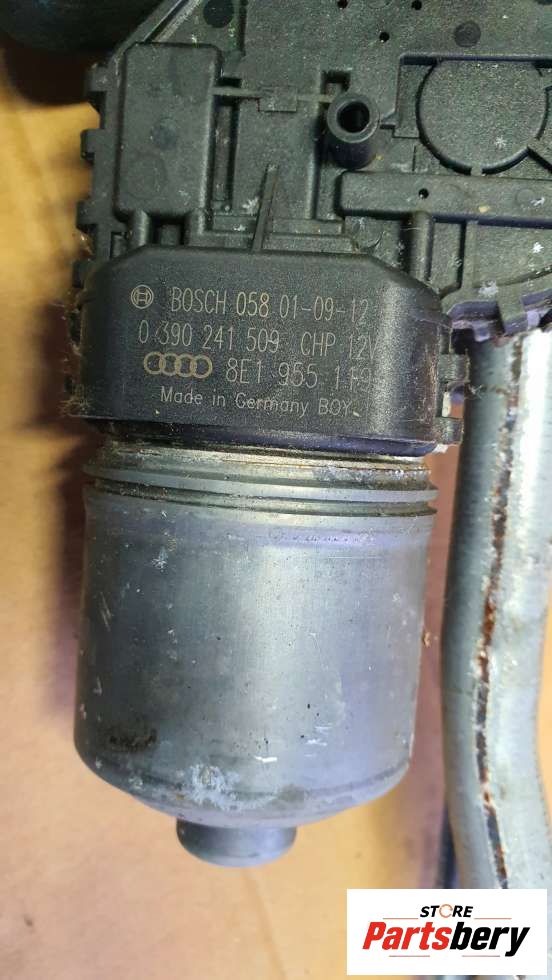 BOSCH 058 01-09-12
0 390 241 509 CHP 12V
8E1 955
Made in Germany BOY
STORE
Partsbery